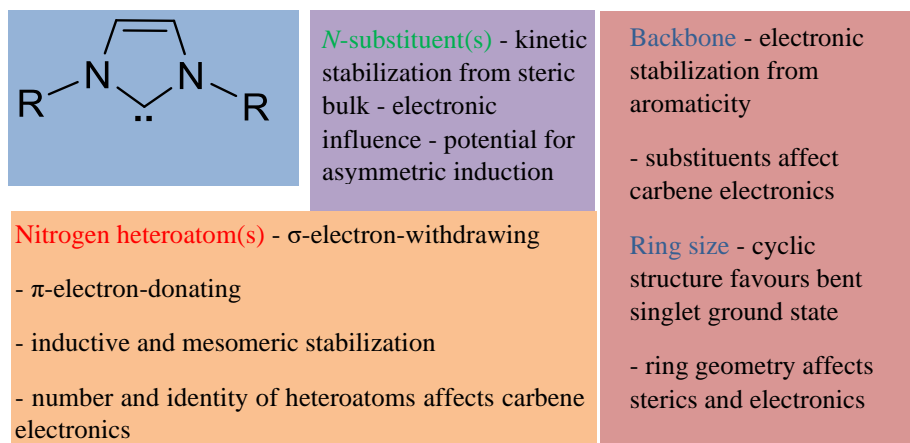 N
N
R
R
N-substituent(s) - kinetic
stabilization from steric
bulk - electronic
influence - potential for
asymmetric induction
Backbone - electronic
stabilization from
aromaticity
- substituents affect
carbene electronics
Ring size - cyclic
structure favours bent
singlet ground state
- ring geometry affects
sterics and electronics
Nitrogen heteroatom(s) - σ-electron-withdrawing
- π-electron-donating
- inductive and mesomeric stabilization
- number and identity of heteroatoms affects carbene
electronics